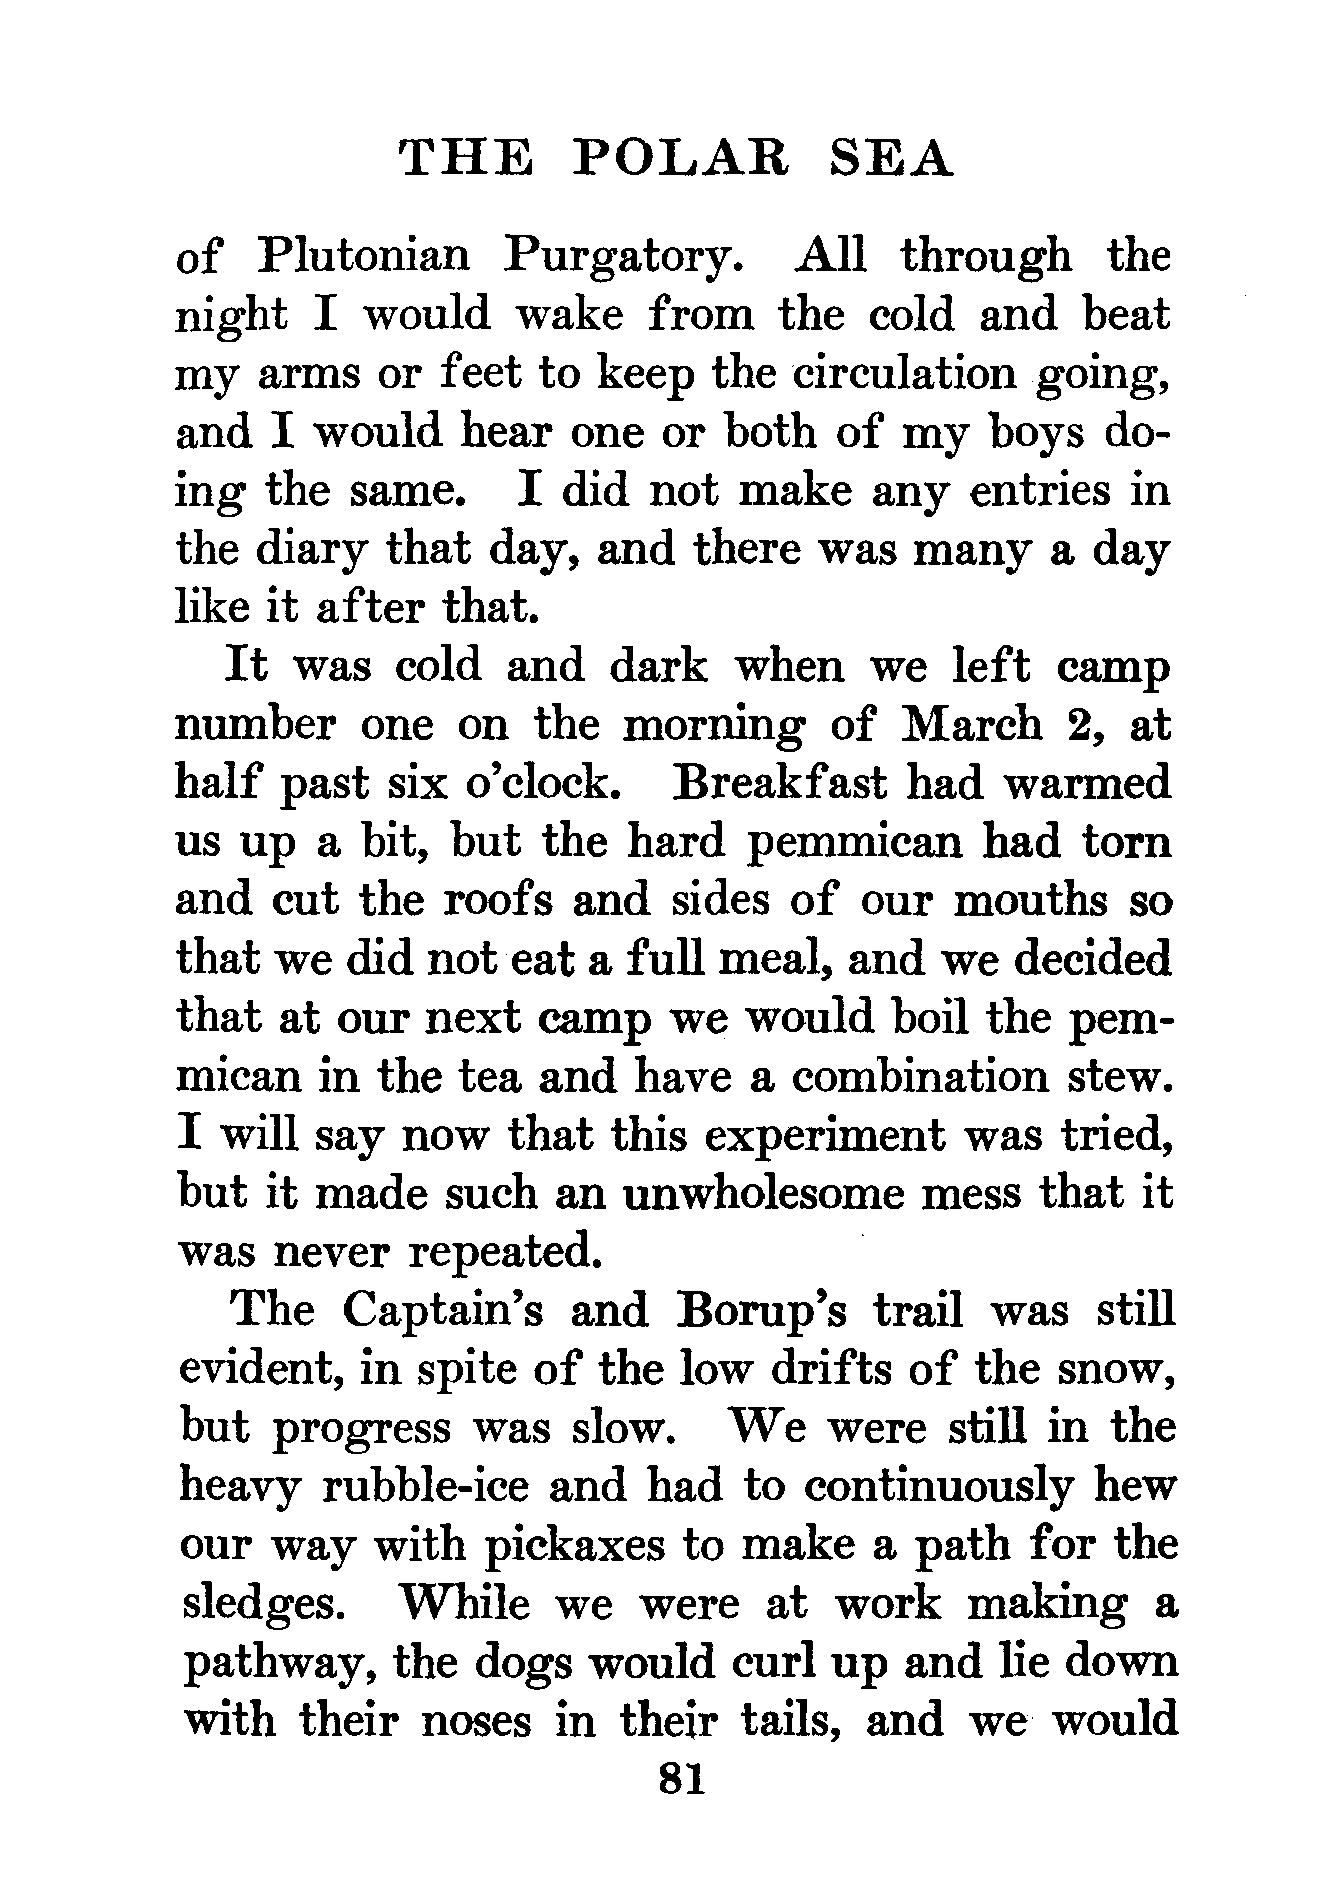 THE POLAR SEA
of Plutonian Purgatory. All through the
night I would wake from the cold and beat
my arms or feet to keep the circulation going,
and I would hear one or both of my boys do-
ing the same. I did not make any entries in
the diary that day, and there was many a day
like it after that.
It was cold and dark when we left camp
number one on the morning of March 2, at
half past six o'clock. Breakfast had warmed
us up a bit, but the hard pemmican had torn
and cut the roofs and sides of our mouths so
that we did not eat a full meal, and we decided
that at our next camp we would boil the pem-
mican in the tea and have a combination stew.
I will say now that this experiment was tried,
but it made such an unwholesome mess that it
was never repeated.
The Captain's and Borup's trail was still
evident, in spite of the low drifts of the snow,
but progress was slow. We were still in the
heavy rubble-ice and had to continuously hew
our way with pickaxes to make a path for the
sledges. While we were at work making a
pathway, the dogs would curl up and lie down
with their noses in their tails, and we would
81